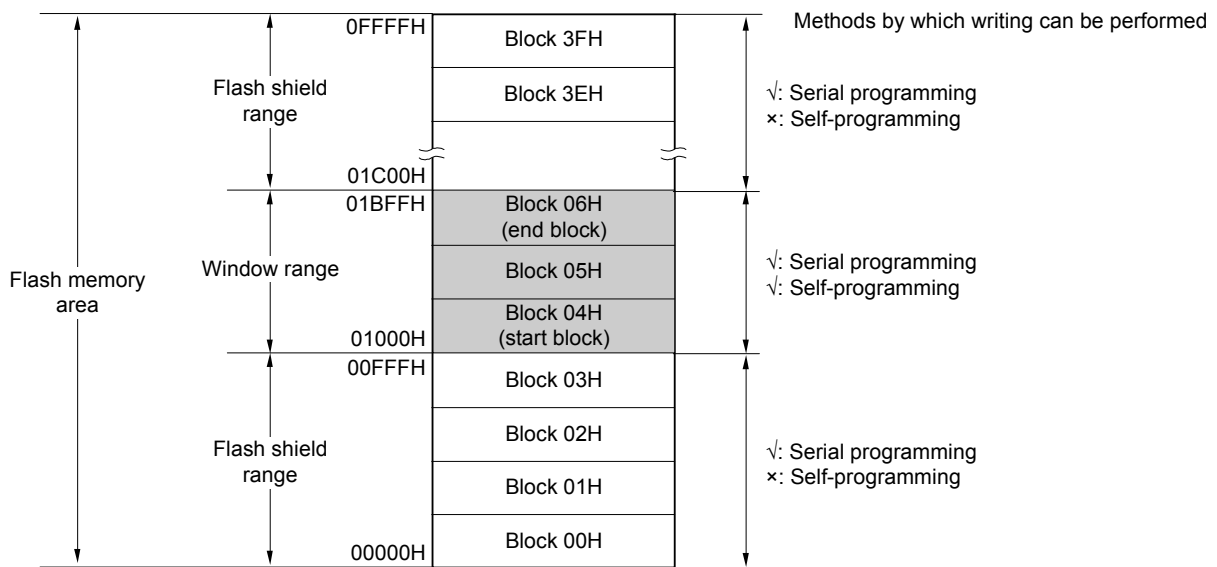 0FFFFH
Block 3FH
Methods by which writing can be performed
Flash shield
range
Block 3EH
√: Serial programming
×: Self-programming
01C00H
01BFFH
Block 06H
(end block)
Flash memory
area
Window range
Block 05H
√: Serial programming
√: Self-programming
01000H
Block 04H
(start block)
00FFFH
Block 03H
Flash shield
range
Block 02H
√: Serial programming
×: Self-programming
Block 01H
00000H
Block 00H